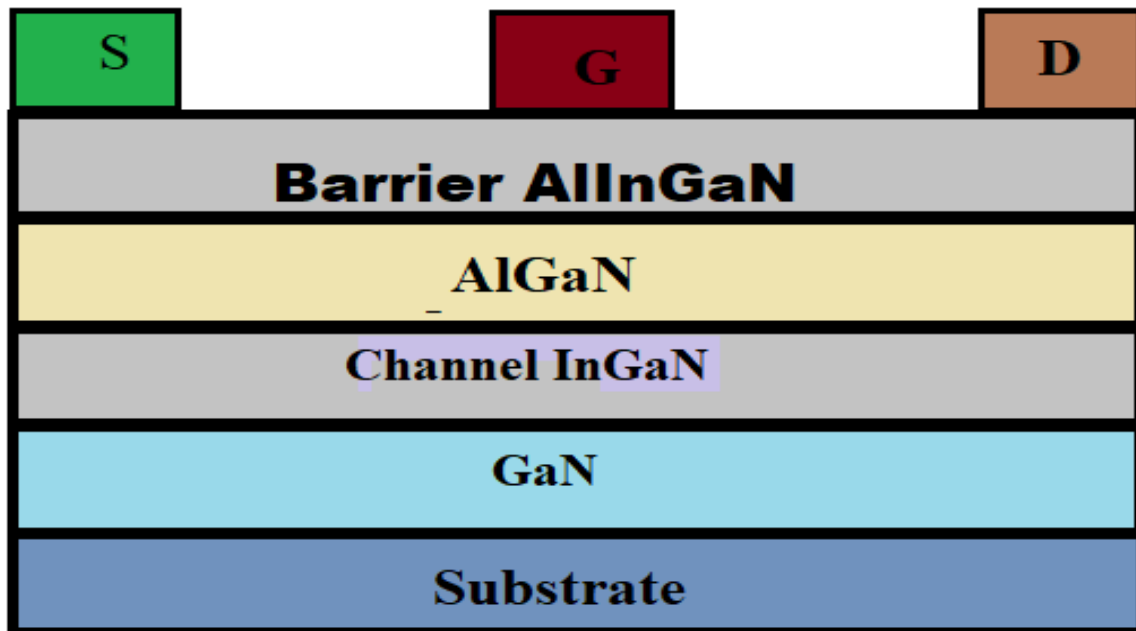 S G D
Barrier AlInGaN
AlGaN
Channel InGaN
GaN
Substrate